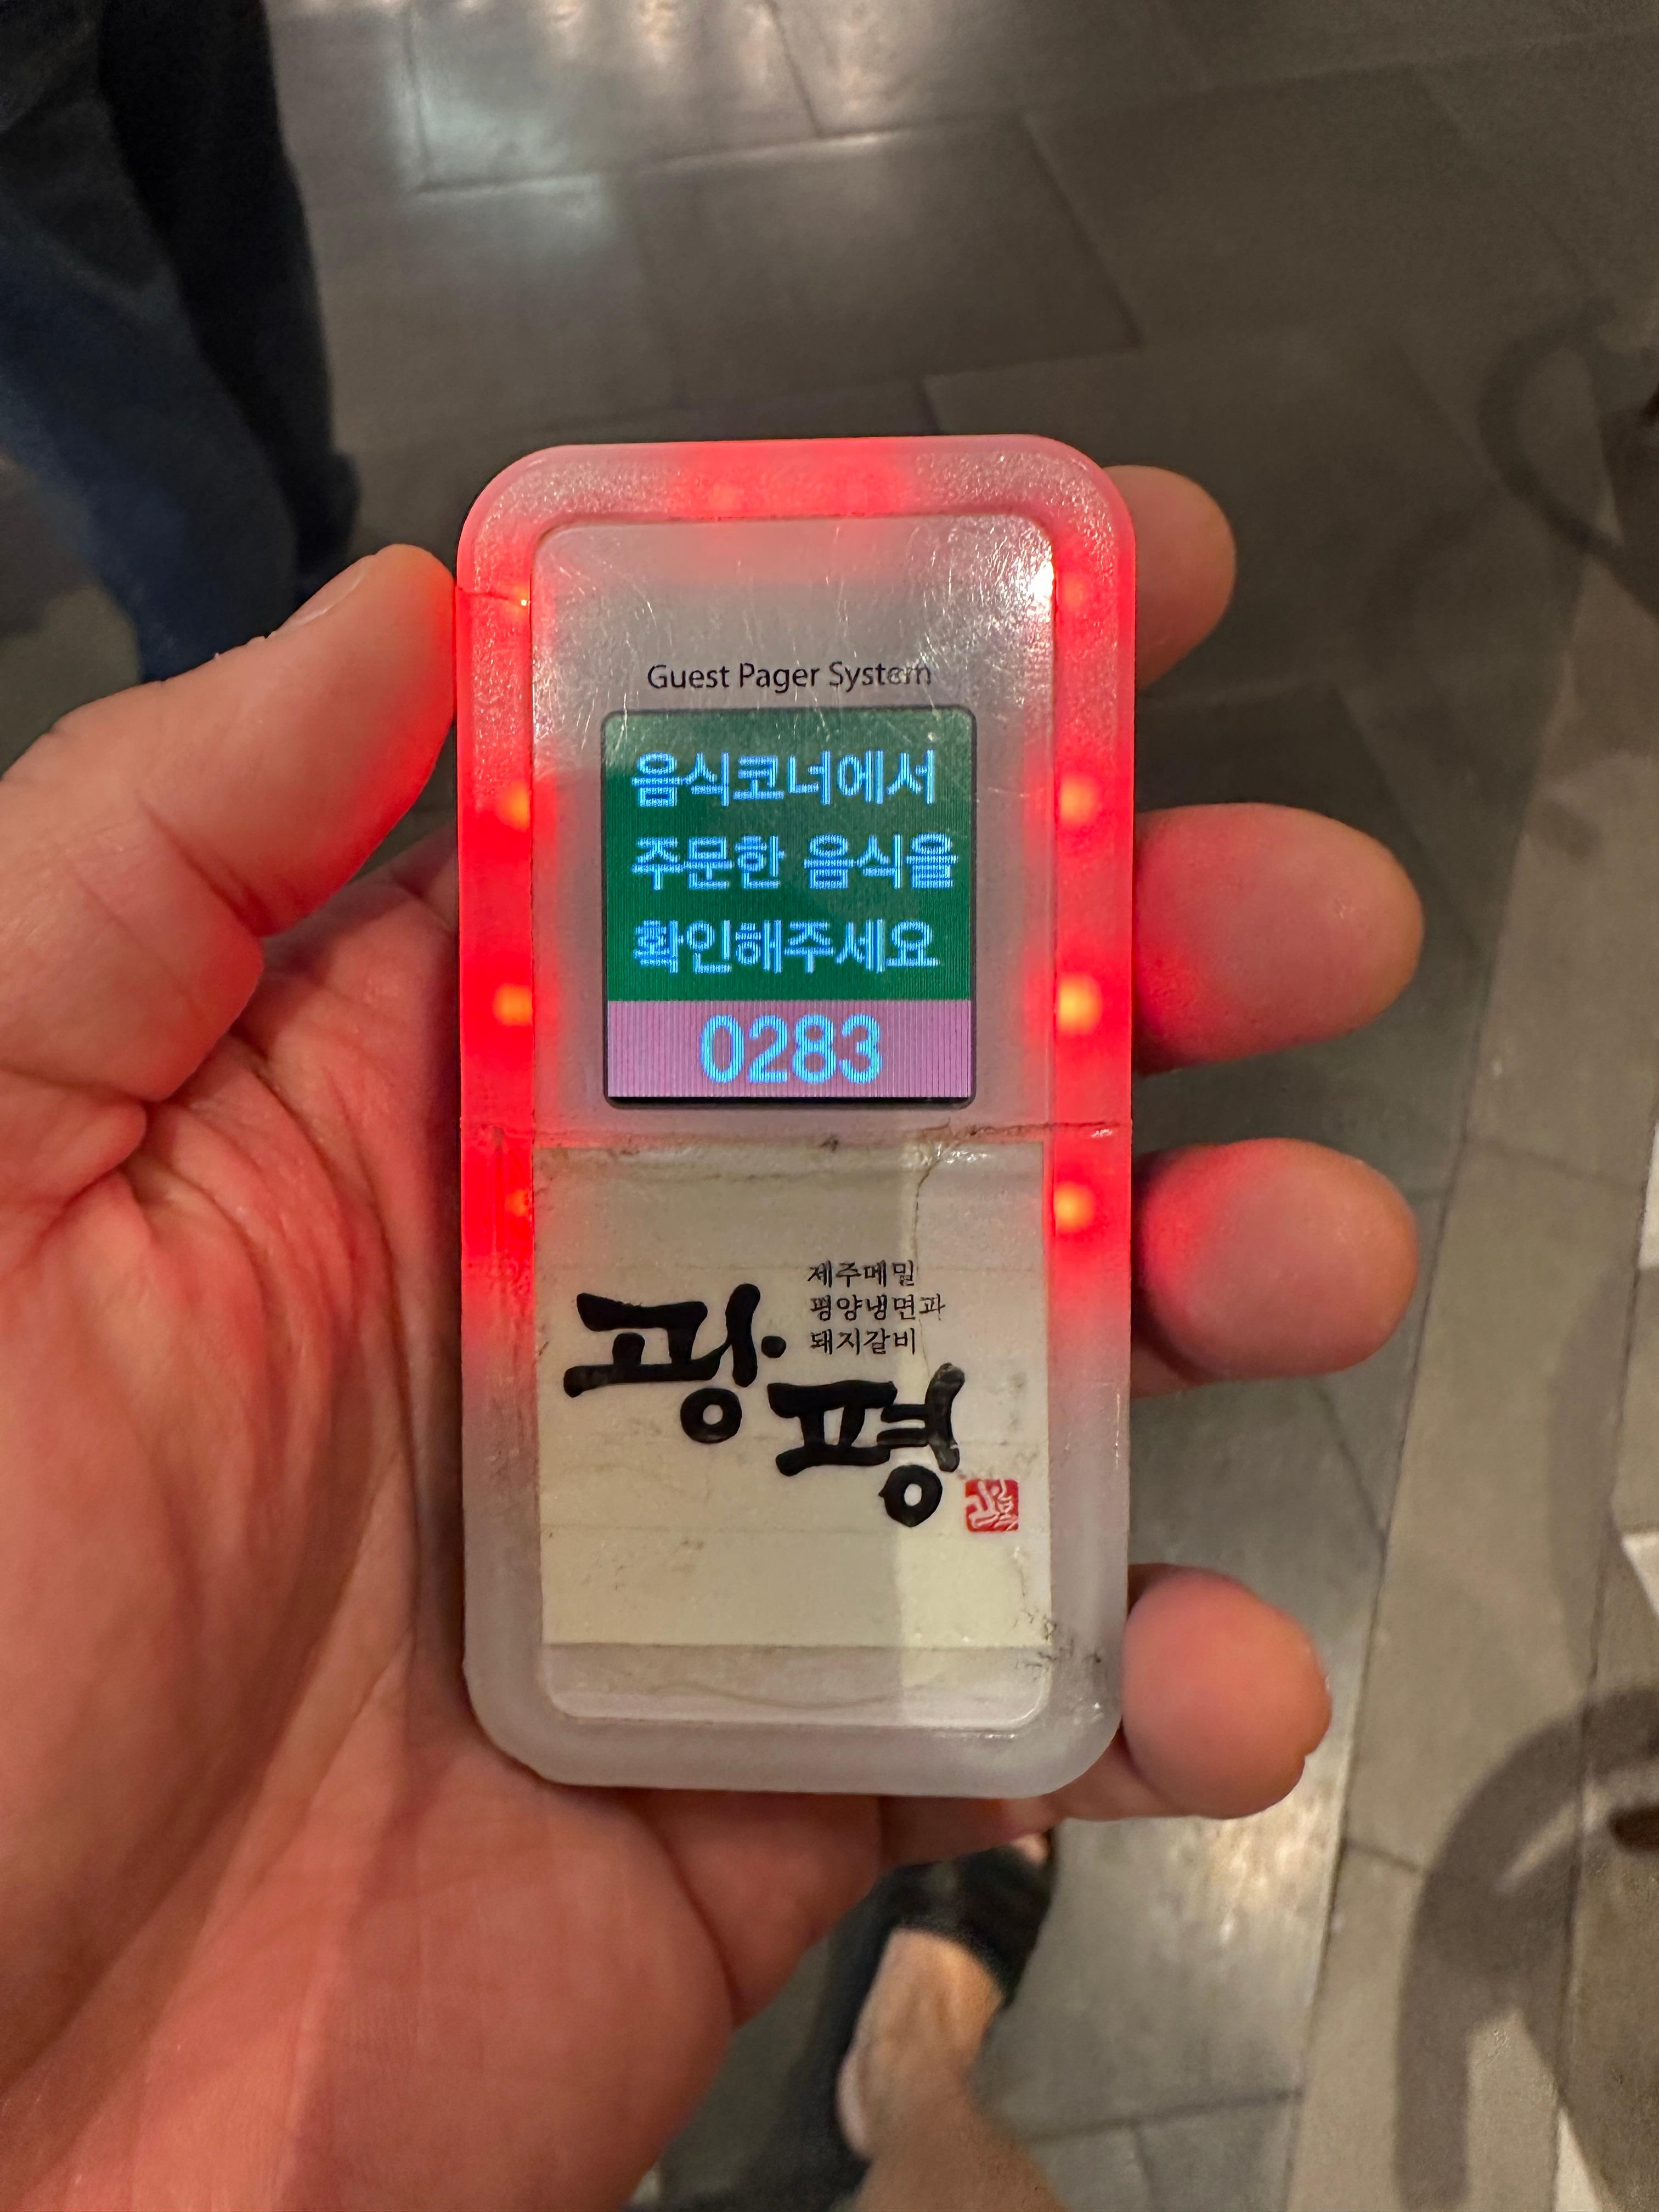 Guest Pager System
음식코너에서
주문한 음식을
확인해주세요
0283
제주메밀
평양냉면과
돼지갈비
광평